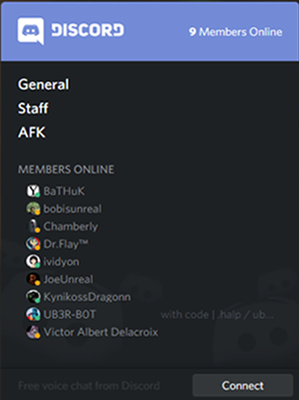 DISCORD
9 Members Online
General
Staff
AFK
MEMBERS ONLINE
BaTHuK
bobisunreal
Chamberly
Dr.Flay™
ividyon
JoeUnreal
KynikossDragonn
UB3R-B0T with code | .halp / ub...
Victor Albert Delacroix
Free voice chat from Discord
Connect